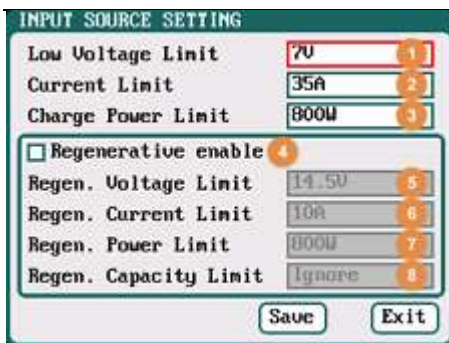 INPUT SOURCE SETTING
Low Voltage Limit 7V 1
Current Limit 35A 2
Charge Power Limit 800W 3
Regenerative enable 4
Regen. Voltage Limit 14.5V 5
Regen. Current Limit 10A 6
Regen. Power Limit 800W 7
Regen. Capacity Limit Ignore 8
Save Exit